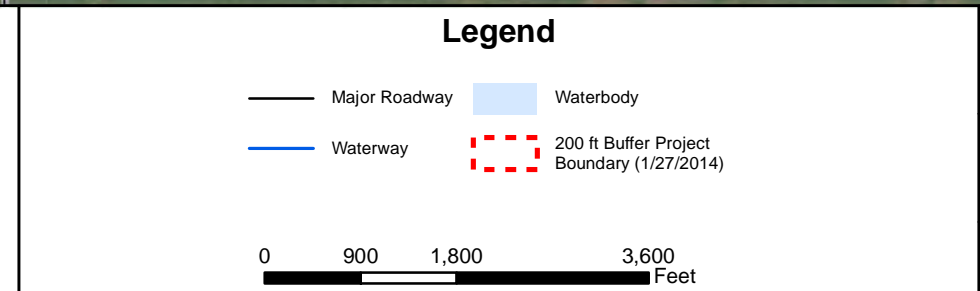 Legend
Major Roadway
Waterbody
Waterway
200 ft Buffer Project
Boundary (1/27/2014)
0 900 1,800 3,600
Feet